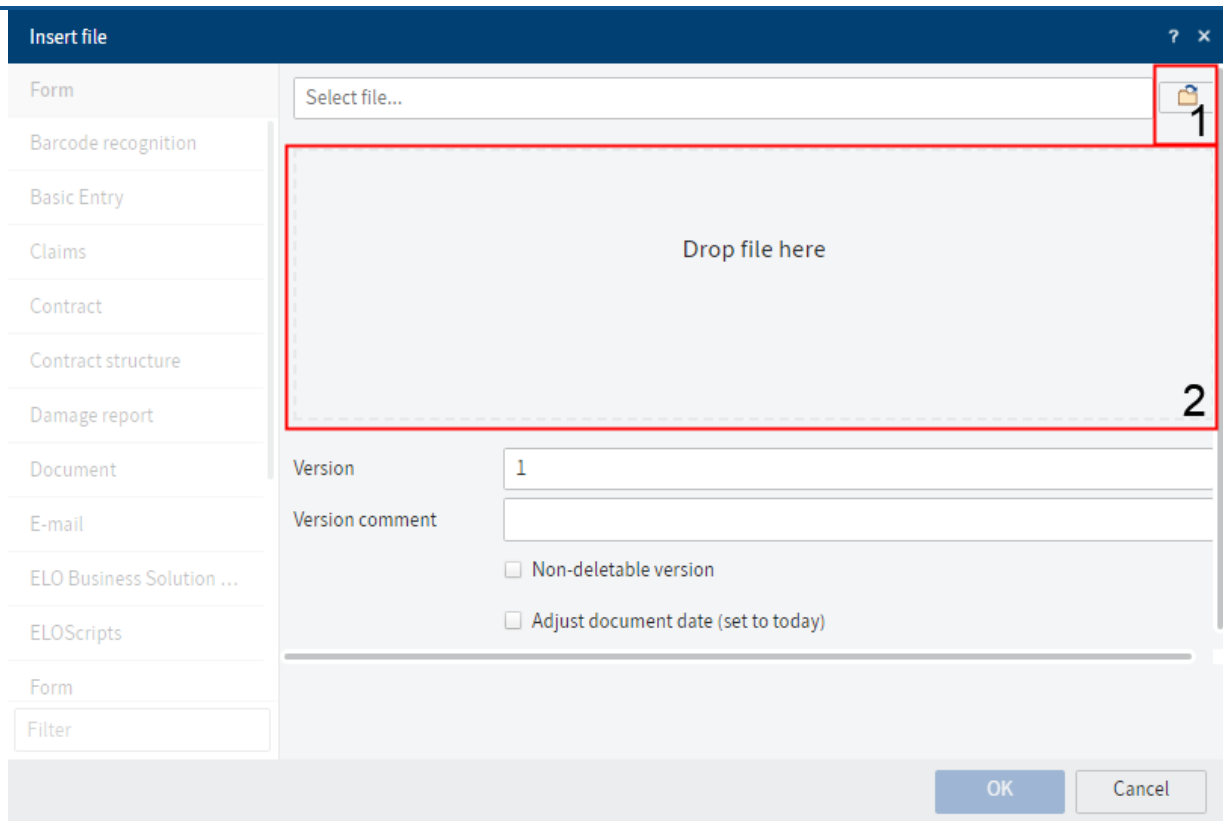 Insert file
? ×
Form
Barcode recognition
Basic Entry
Claims
Contract
Contract structure
Damage report
Document
E-mail
ELO Business Solution ...
ELOScripts
Form
Filter
Select file...
1
Drop file here
2
Version
1
Version comment
Non-deletable version
Adjust document date (set to today)
OK
Cancel